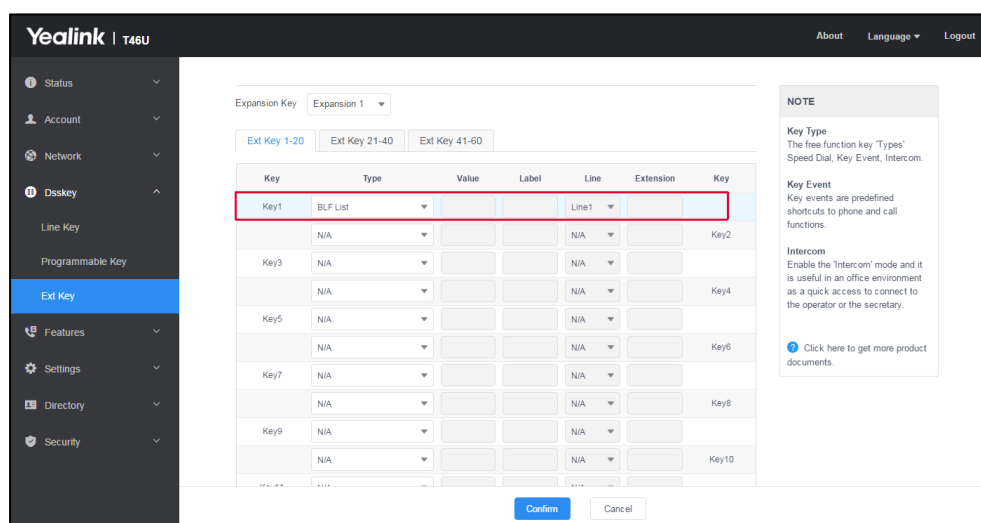 Yealink | T46U
About Language Logout
Status
Account
Network
Dsskey
Line Key
Programmable Key
Ext Key
Features
Settings
Directory
Security
Expansion Key Expansion 1
Ext Key 1-20 Ext Key 21-40 Ext Key 41-60
Key Type Value Label Line Extension Key
Key1 BLF List Line1
N/A N/A Key2
Key3 N/A N/A
N/A N/A Key4
Key5 N/A N/A
N/A N/A Key6
Key7 N/A N/A
N/A N/A Key8
Key9 N/A N/A
N/A N/A Key10
Confirm Cancel
NOTE
Key Type
The free function key 'Types'
Speed Dial, Key Event, Intercom.
Key Event
Key events are predefined
shortcuts to phone and call
functions.
Intercom
Enable the 'Intercom' mode and it
is useful in an office environment
as a quick access to connect to
the operator or the secretary.
Click here to get more product
documents.